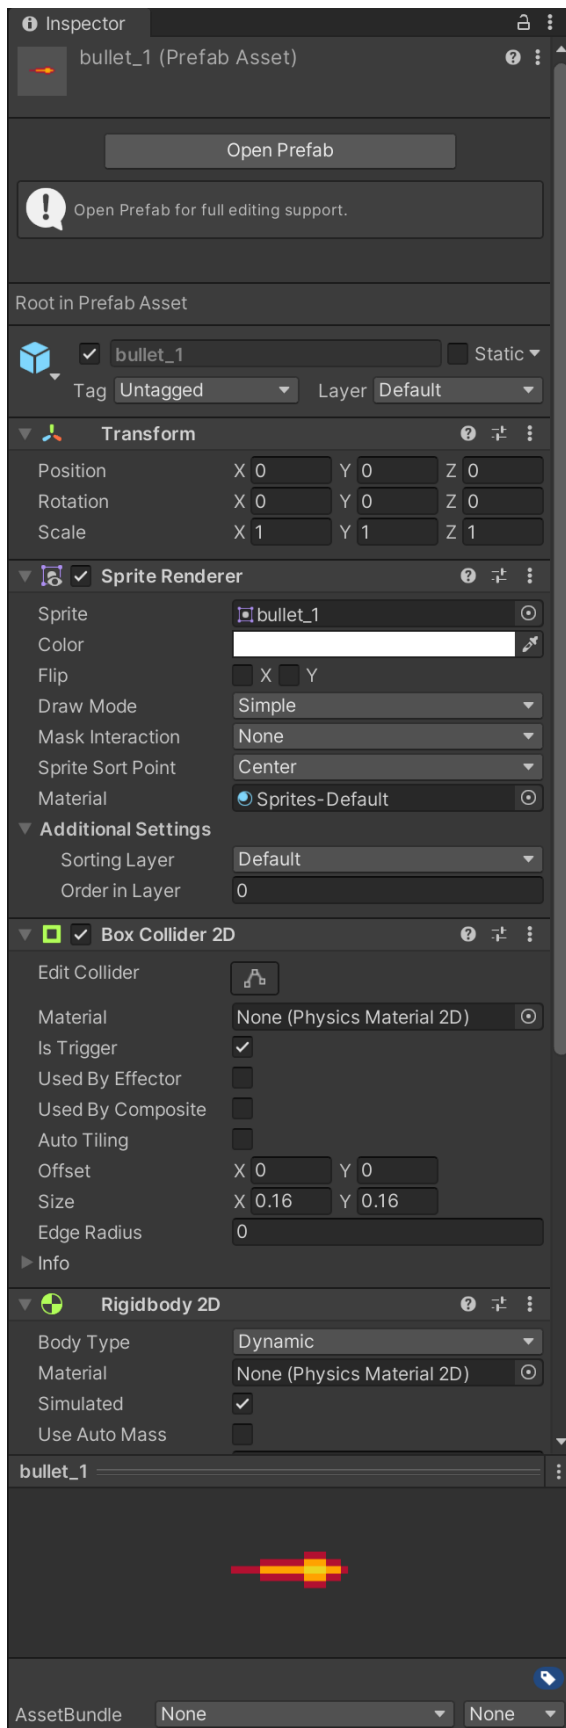 Inspector
bullet_1 (Prefab Asset)
Open Prefab
Open Prefab for full editing support.
Root in Prefab Asset
bullet_1 Static
Tag Untagged Layer Default
Transform
Position X 0 Y 0 Z 0
Rotation X 0 Y 0 Z 0
Scale X 1 Y 1 Z 1
Sprite Renderer
Sprite bullet_1
Color
Flip X Y
Draw Mode Simple
Mask Interaction None
Sprite Sort Point Center
Material Sprites-Default
Additional Settings
Sorting Layer Default
Order in Layer 0
Box Collider 2D
Edit Collider
Material None (Physics Material 2D)
Is Trigger
Used By Effector
Used By Composite
Auto Tiling
Offset X 0 Y 0
Size X 0.16 Y 0.16
Edge Radius 0
Info
Rigidbody 2D
Body Type Dynamic
Material None (Physics Material 2D)
Simulated
Use Auto Mass
bullet_1
AssetBundle None None